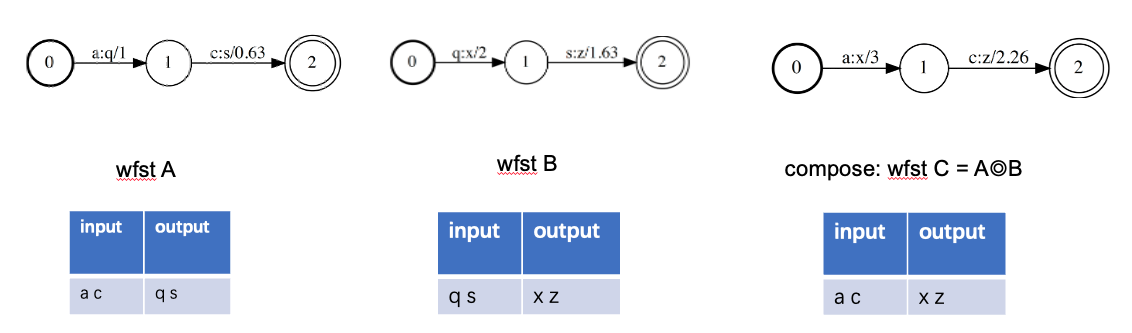 0 a:q/1 1 c:s/0.63 2
0 q:x/2 1 s:z/1.63 2
0 a:x/3 1 c:z/2.26 2
wfst A
wfst B
compose: wfst C = A◎B
input output
a c q s
input output
q s x z
input output
a c x z